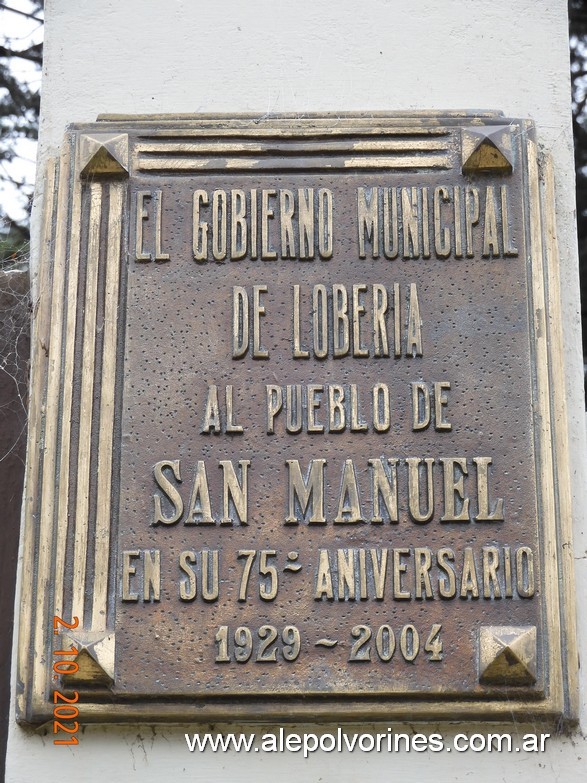 EL GOBIERNO MUNICIPAL
DE LOBERIA
AL PUEBLO DE
SAN MANUEL
EN SU 75- ANIVERSARIO
1929~2004
2.10.2021
www.alepolvorines.com.ar